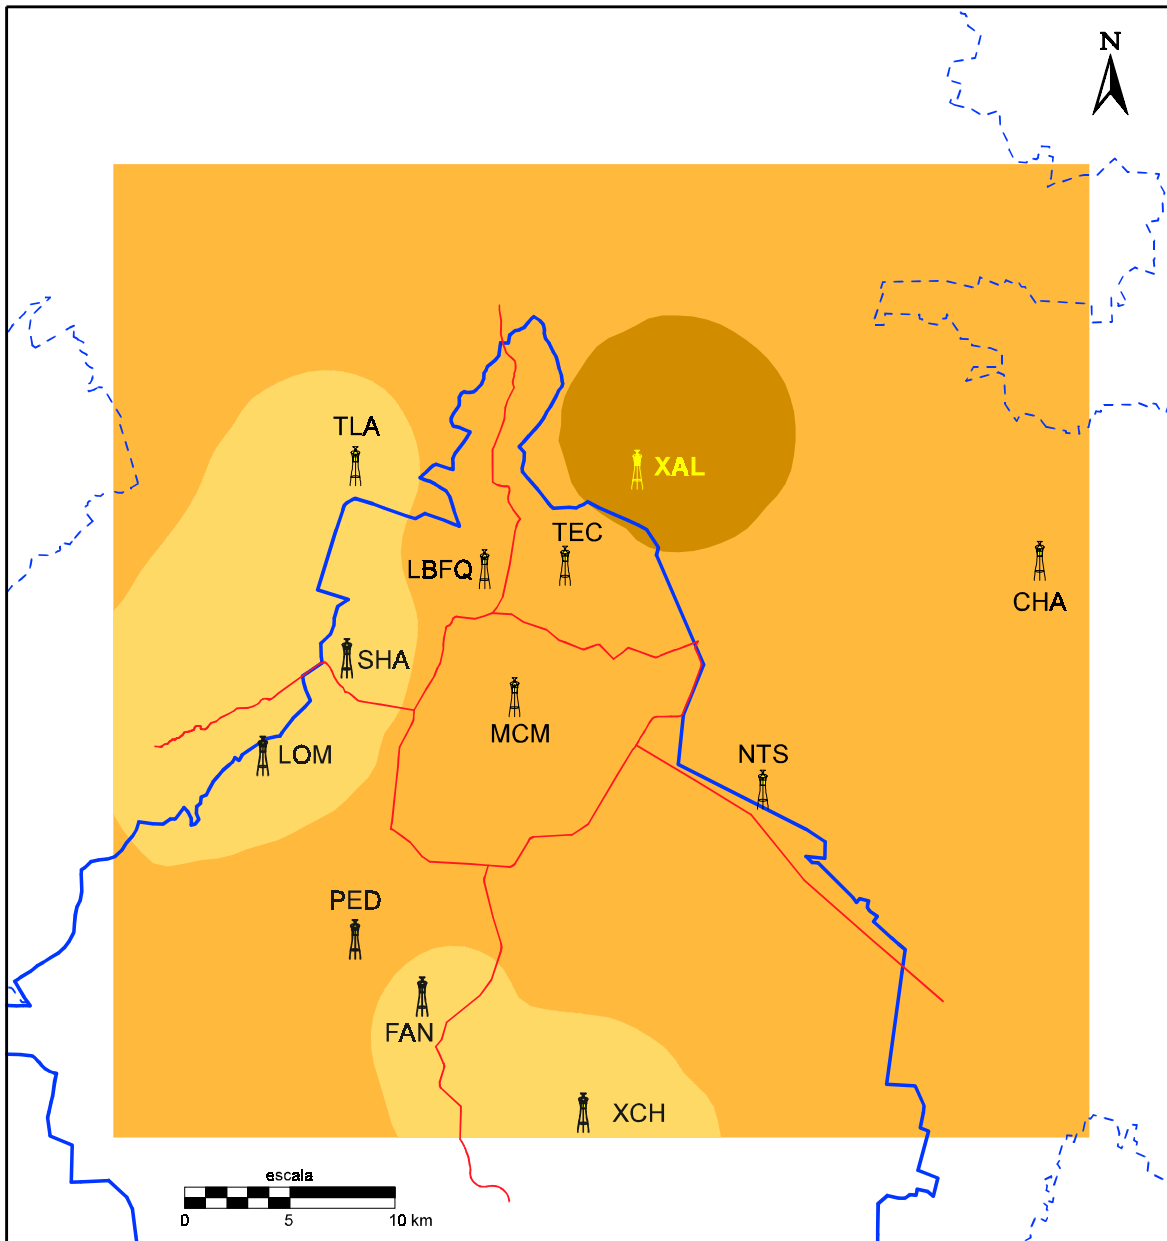 N
TLA
XAL
TEC
LBFQ
CHA
SHA
MCM
LOM
NTS
PED
FAN
XCH
escala
0 5 10 km